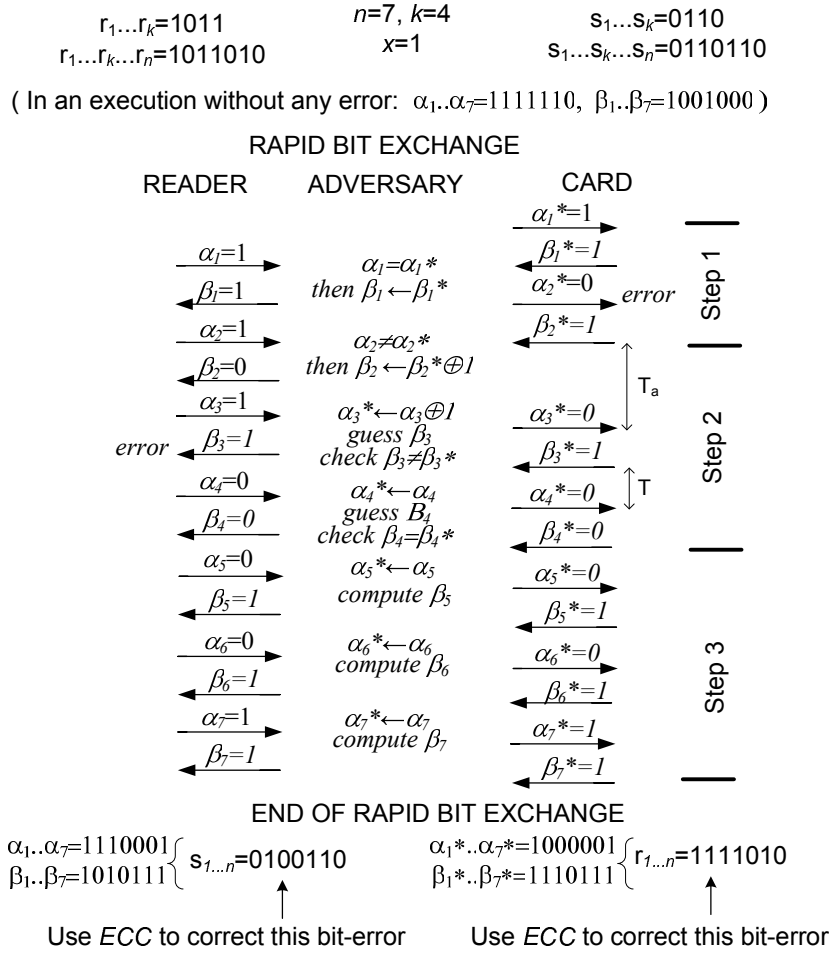 r₁...rₖ=1011
r₁...rₖ...rₙ=1011010
n=7, k=4
x=1
s₁...sₖ=0110
s₁...sₖ...sₙ=0110110
( In an execution without any error: α₁..α₇=1111110, β₁..β₇=1001000 )
RAPID BIT EXCHANGE
READER ADVERSARY CARD
α₁*=1
α₁=1 α₁=α₁* β₁*=1
β₁=1 then β₁←β₁* α₂*=0 error
Step 1
α₂=1 α₂≠α₂* β₂*=1
β₂=0 then β₂←β₂*⊕1
Tₐ
α₃=1 α₃*←α₃⊕1 α₃*=0
error β₃=1 guess β₃
check β₃≠β₃* β₃*=1
T
Step 2
α₄=0 α₄*←α₄ α₄*=0
β₄=0 guess B₄
check β₄=β₄* β₄*=0
α₅=0 α₅*←α₅ α₅*=0
β₅=1 compute β₅ β₅*=1
α₆=0 α₆*←α₆ α₆*=0
β₆=1 compute β₆ β₆*=1
Step 3
α₇=1 α₇*←α₇ α₇*=1
β₇=1 compute β₇ β₇*=1
END OF RAPID BIT EXCHANGE
α₁..α₇=1110001
β₁..β₇=1010111
s₁...ₙ=0100110
Use ECC to correct this bit-error
α₁*..α₇*=1000001
β₁*..β₇*=1110111
r₁...ₙ=1111010
Use ECC to correct this bit-error